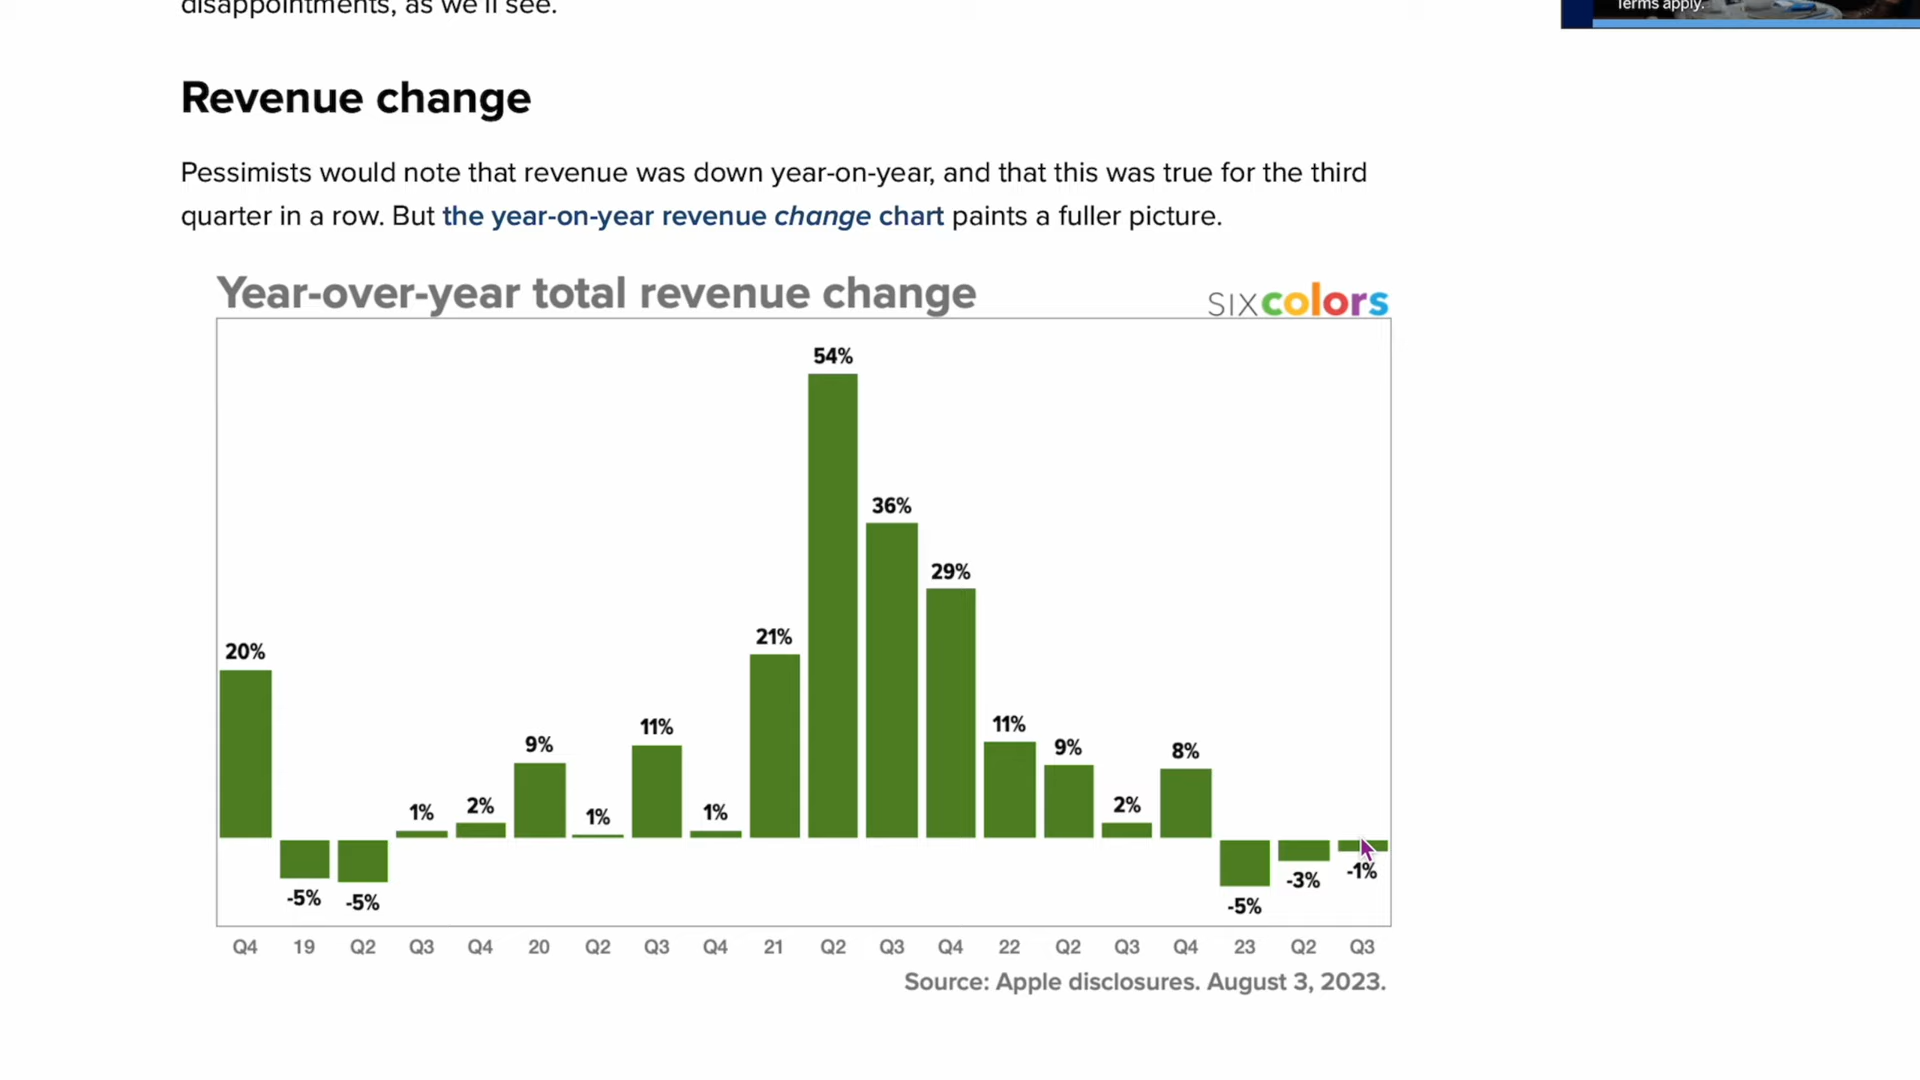 disappointments, as we'll see.
Terms apply.
Revenue change
Pessimists would note that revenue was down year-on-year, and that this was true for the third
quarter in a row. But the year-on-year revenue change chart paints a fuller picture.
Year-over-year total revenue change
sixcolors
54%
36%
29%
21%
20%
11%
11%
9%
9%
8%
1%
2%
1%
1%
2%
-5%
-5%
-5%
-3%
-1%
Q4 19 Q2 Q3 Q4 20 Q2 Q3 Q4 21 Q2 Q3 Q4 22 Q2 Q3 Q4 23 Q2 Q3
Source: Apple disclosures. August 3, 2023.